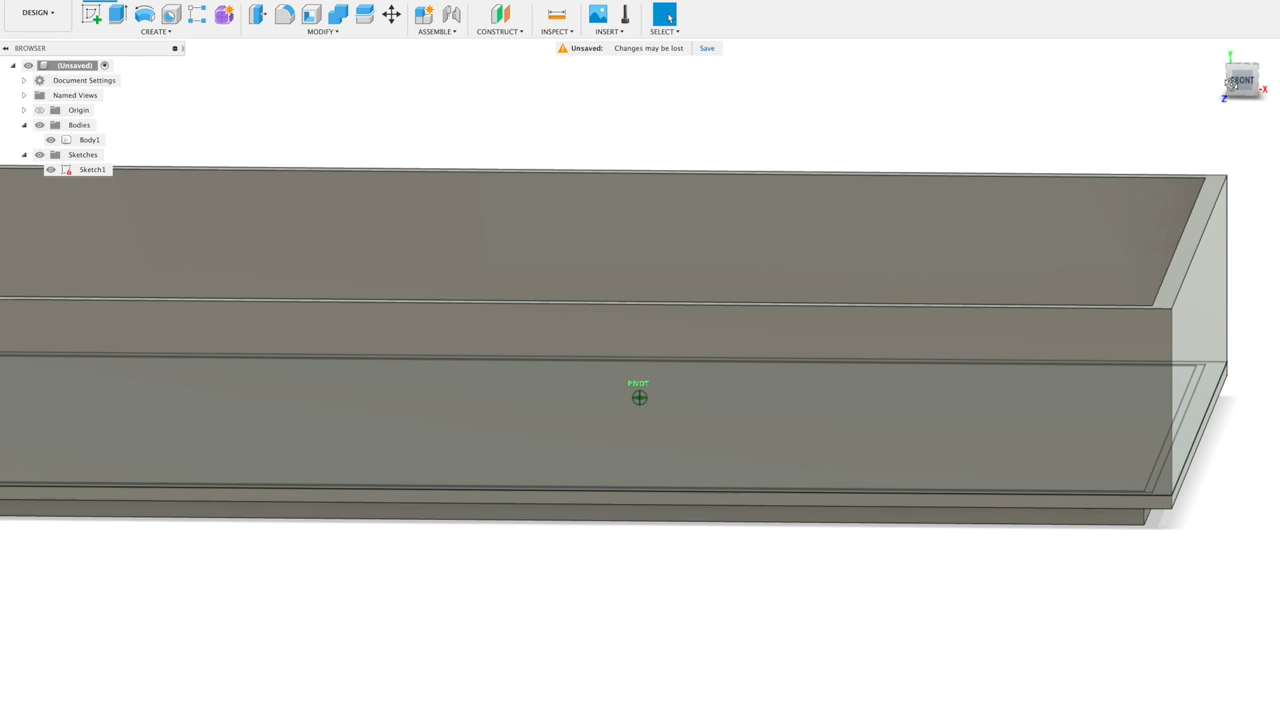 DESIGN
CREATE
MODIFY
ASSEMBLE
CONSTRUCT
INSPECT
INSERT
SELECT
BROWSER
Unsaved: Changes may be lost Save
(Unsaved)
Document Settings
Named Views
Origin
Bodies
Body1
Sketches
Sketch1
Y
FRONT
-X
Z
PIVOT